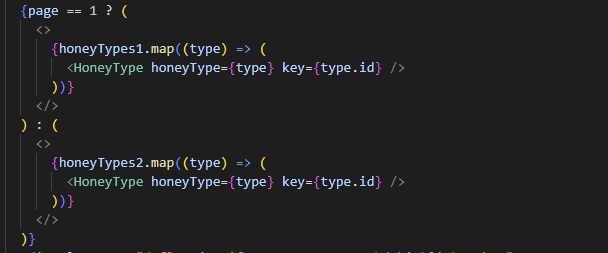 {page == 1 ? (
<>
{honeyTypes1.map((type) => (
<HoneyType honeyType={type} key={type.id} />
))}
</>
) : (
<>
{honeyTypes2.map((type) => (
<HoneyType honeyType={type} key={type.id} />
))}
</>
)}